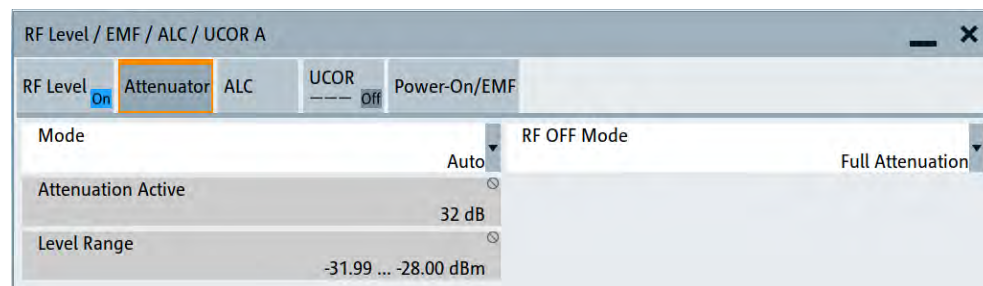 RF Level / EMF / ALC / UCOR A
RF Level On Attenuator ALC UCOR --- Off Power-On/EMF
Mode
Auto
RF OFF Mode
Full Attenuation
Attenuation Active
32 dB
Level Range
-31.99 ... -28.00 dBm